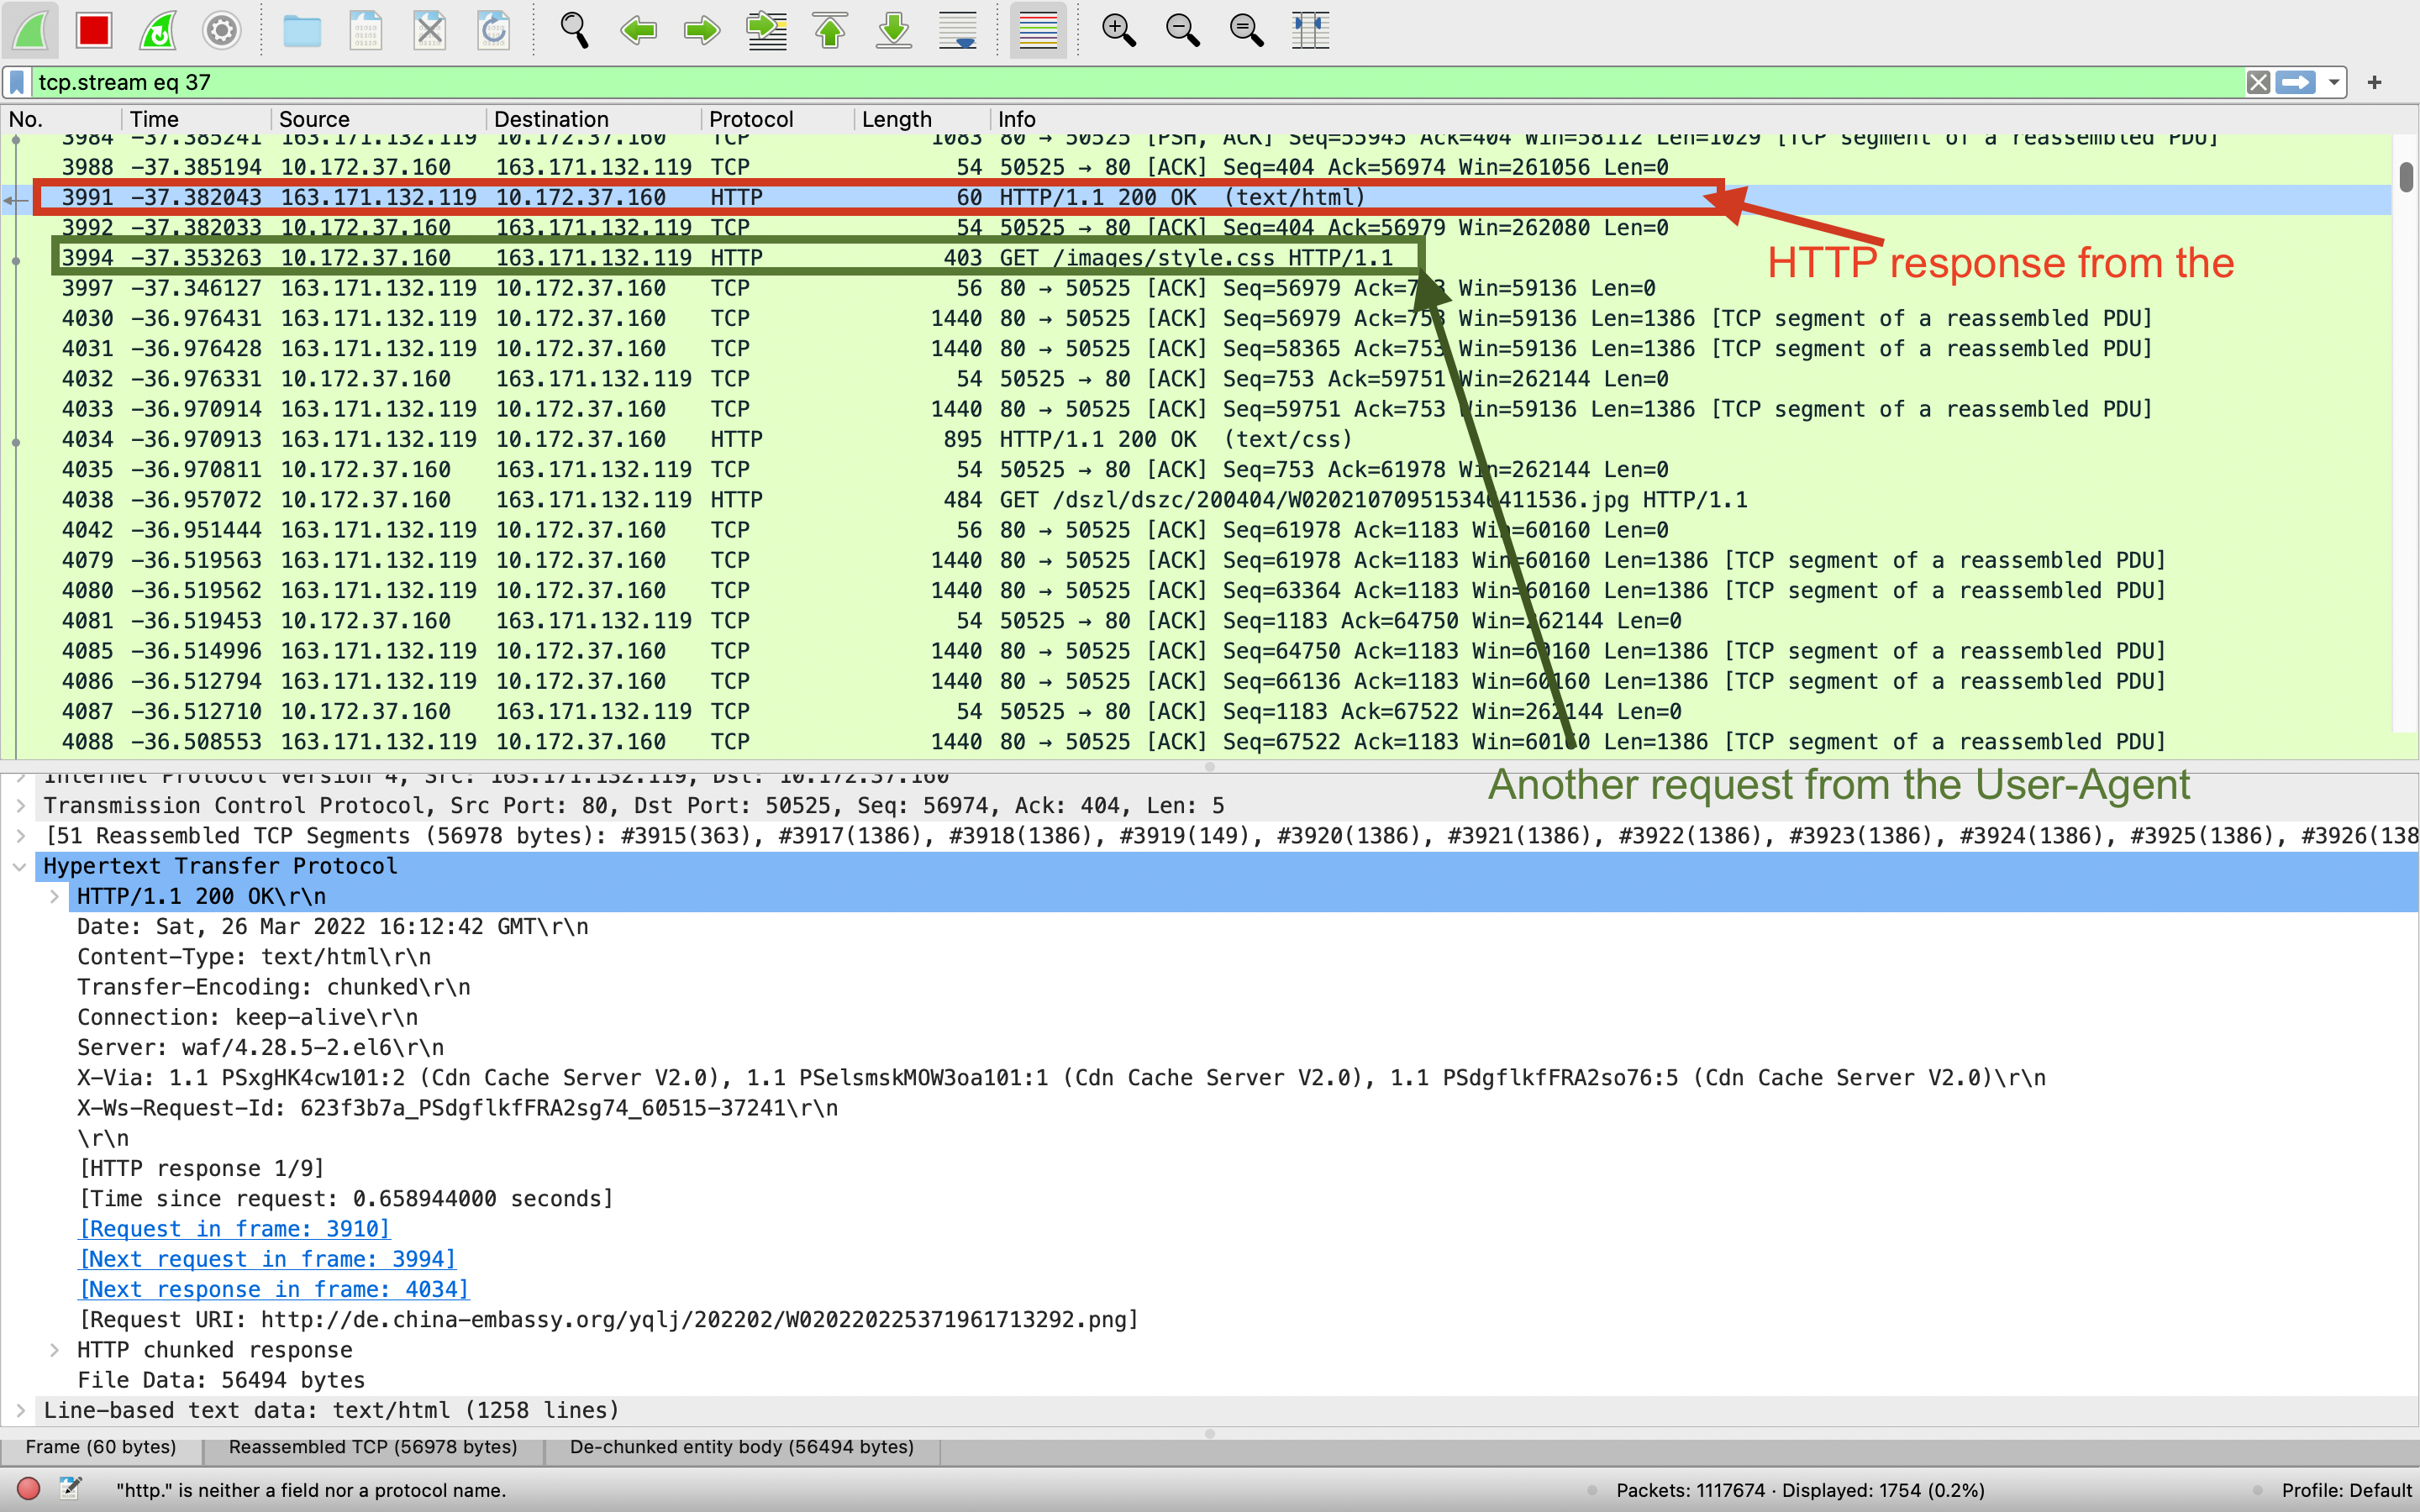 tcp.stream eq 37
No. Time Source Destination Protocol Length Info
3984 −37.385241 163.171.132.119 10.172.37.160 TCP 1083 80 → 50525 [PSH, ACK] Seq=55945 Ack=404 Win=58112 Len=1029 [TCP segment of a reassembled PDU]
3988 −37.385194 10.172.37.160 163.171.132.119 TCP 54 50525 → 80 [ACK] Seq=404 Ack=56974 Win=261056 Len=0
3991 −37.382043 163.171.132.119 10.172.37.160 HTTP 60 HTTP/1.1 200 OK (text/html)
3992 −37.382033 10.172.37.160 163.171.132.119 TCP 54 50525 → 80 [ACK] Seq=404 Ack=56979 Win=262080 Len=0
3994 −37.353263 10.172.37.160 163.171.132.119 HTTP 403 GET /images/style.css HTTP/1.1
HTTP response from the
3997 −37.346127 163.171.132.119 10.172.37.160 TCP 56 80 → 50525 [ACK] Seq=56979 Ack=753 Win=59136 Len=0
4030 −36.976431 163.171.132.119 10.172.37.160 TCP 1440 80 → 50525 [ACK] Seq=56979 Ack=753 Win=59136 Len=1386 [TCP segment of a reassembled PDU]
4031 −36.976428 163.171.132.119 10.172.37.160 TCP 1440 80 → 50525 [ACK] Seq=58365 Ack=753 Win=59136 Len=1386 [TCP segment of a reassembled PDU]
4032 −36.976331 10.172.37.160 163.171.132.119 TCP 54 50525 → 80 [ACK] Seq=753 Ack=59751 Win=262144 Len=0
4033 −36.970914 163.171.132.119 10.172.37.160 TCP 1440 80 → 50525 [ACK] Seq=59751 Ack=753 Win=59136 Len=1386 [TCP segment of a reassembled PDU]
4034 −36.970913 163.171.132.119 10.172.37.160 HTTP 895 HTTP/1.1 200 OK (text/css)
4035 −36.970811 10.172.37.160 163.171.132.119 TCP 54 50525 → 80 [ACK] Seq=753 Ack=61978 Win=262144 Len=0
4038 −36.957072 10.172.37.160 163.171.132.119 HTTP 484 GET /dszl/dszc/200404/W020210709515346411536.jpg HTTP/1.1
4042 −36.951444 163.171.132.119 10.172.37.160 TCP 56 80 → 50525 [ACK] Seq=61978 Ack=1183 Win=60160 Len=0
4079 −36.519563 163.171.132.119 10.172.37.160 TCP 1440 80 → 50525 [ACK] Seq=61978 Ack=1183 Win=60160 Len=1386 [TCP segment of a reassembled PDU]
4080 −36.519562 163.171.132.119 10.172.37.160 TCP 1440 80 → 50525 [ACK] Seq=63364 Ack=1183 Win=60160 Len=1386 [TCP segment of a reassembled PDU]
4081 −36.519453 10.172.37.160 163.171.132.119 TCP 54 50525 → 80 [ACK] Seq=1183 Ack=64750 Win=262144 Len=0
4085 −36.514996 163.171.132.119 10.172.37.160 TCP 1440 80 → 50525 [ACK] Seq=64750 Ack=1183 Win=60160 Len=1386 [TCP segment of a reassembled PDU]
4086 −36.512794 163.171.132.119 10.172.37.160 TCP 1440 80 → 50525 [ACK] Seq=66136 Ack=1183 Win=60160 Len=1386 [TCP segment of a reassembled PDU]
4087 −36.512710 10.172.37.160 163.171.132.119 TCP 54 50525 → 80 [ACK] Seq=1183 Ack=67522 Win=262144 Len=0
4088 −36.508553 163.171.132.119 10.172.37.160 TCP 1440 80 → 50525 [ACK] Seq=67522 Ack=1183 Win=60160 Len=1386 [TCP segment of a reassembled PDU]
Internet Protocol Version 4, Src: 163.171.132.119, Dst: 10.172.37.160
Another request from the User-Agent
Transmission Control Protocol, Src Port: 80, Dst Port: 50525, Seq: 56974, Ack: 404, Len: 5
[51 Reassembled TCP Segments (56978 bytes): #3915(363), #3917(1386), #3918(1386), #3919(149), #3920(1386), #3921(1386), #3922(1386), #3923(1386), #3924(1386), #3925(1386), #3926(138
Hypertext Transfer Protocol
HTTP/1.1 200 OK\r\n
Date: Sat, 26 Mar 2022 16:12:42 GMT\r\n
Content−Type: text/html\r\n
Transfer−Encoding: chunked\r\n
Connection: keep−alive\r\n
Server: waf/4.28.5−2.el6\r\n
X−Via: 1.1 PSxgHK4cw101:2 (Cdn Cache Server V2.0), 1.1 PSelsmskMOW3oa101:1 (Cdn Cache Server V2.0), 1.1 PSdgflkfFRA2so76:5 (Cdn Cache Server V2.0)\r\n
X−Ws−Request−Id: 623f3b7a_PSdgflkfFRA2sg74_60515−37241\r\n
\r\n
[HTTP response 1/9]
[Time since request: 0.658944000 seconds]
[Request in frame: 3910]
[Next request in frame: 3994]
[Next response in frame: 4034]
[Request URI: http://de.china−embassy.org/yqlj/202202/W020220225371961713292.png]
HTTP chunked response
File Data: 56494 bytes
Line−based text data: text/html (1258 lines)
Frame (60 bytes) Reassembled TCP (56978 bytes) De-chunked entity body (56494 bytes)
"http." is neither a field nor a protocol name. Packets: 1117674 · Displayed: 1754 (0.2%) Profile: Default